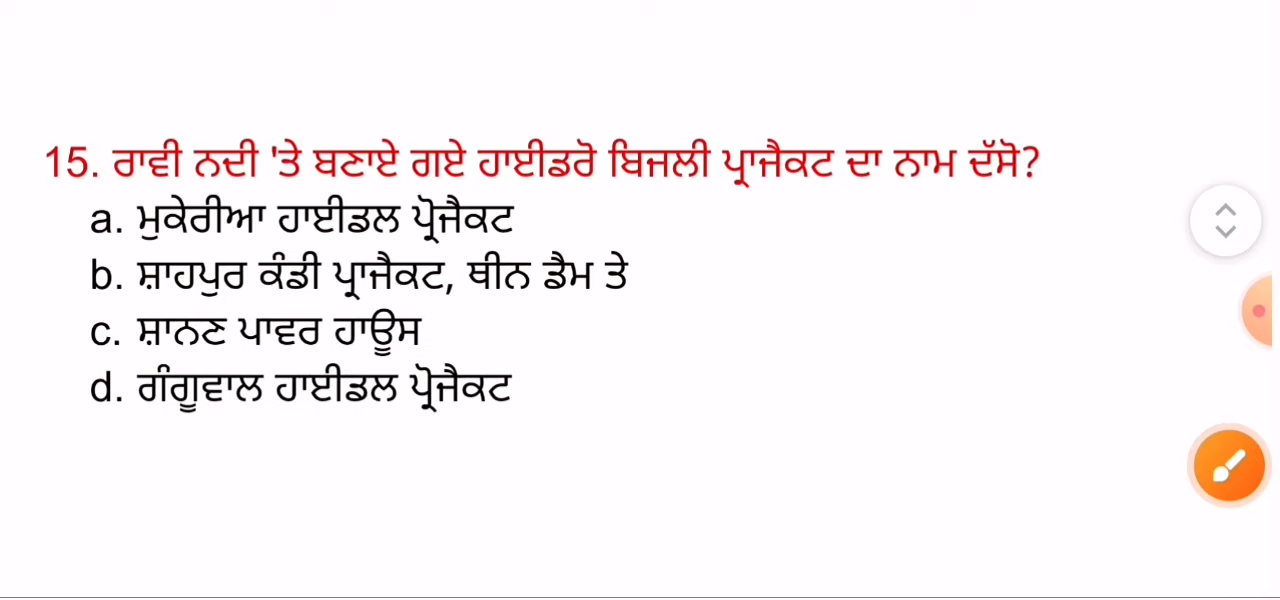 15. ਰਾਵੀ ਨਦੀ 'ਤੇ ਬਣਾਏ ਗਏ ਹਾਈਡਰੋ ਬਿਜਲੀ ਪ੍ਰਾਜੈਕਟ ਦਾ ਨਾਮ ਦੱਸੋ?
a. ਮੁਕੇਰੀਆ ਹਾਈਡਲ ਪ੍ਰੋਜੈਕਟ
b. ਸ਼ਾਹਪੁਰ ਕੰਡੀ ਪ੍ਰਾਜੈਕਟ, ਥੀਨ ਡੈਮ ਤੇ
c. ਸ਼ਾਨਣ ਪਾਵਰ ਹਾਊਸ
d. ਗੰਗੂਵਾਲ ਹਾਈਡਲ ਪ੍ਰੋਜੈਕਟ